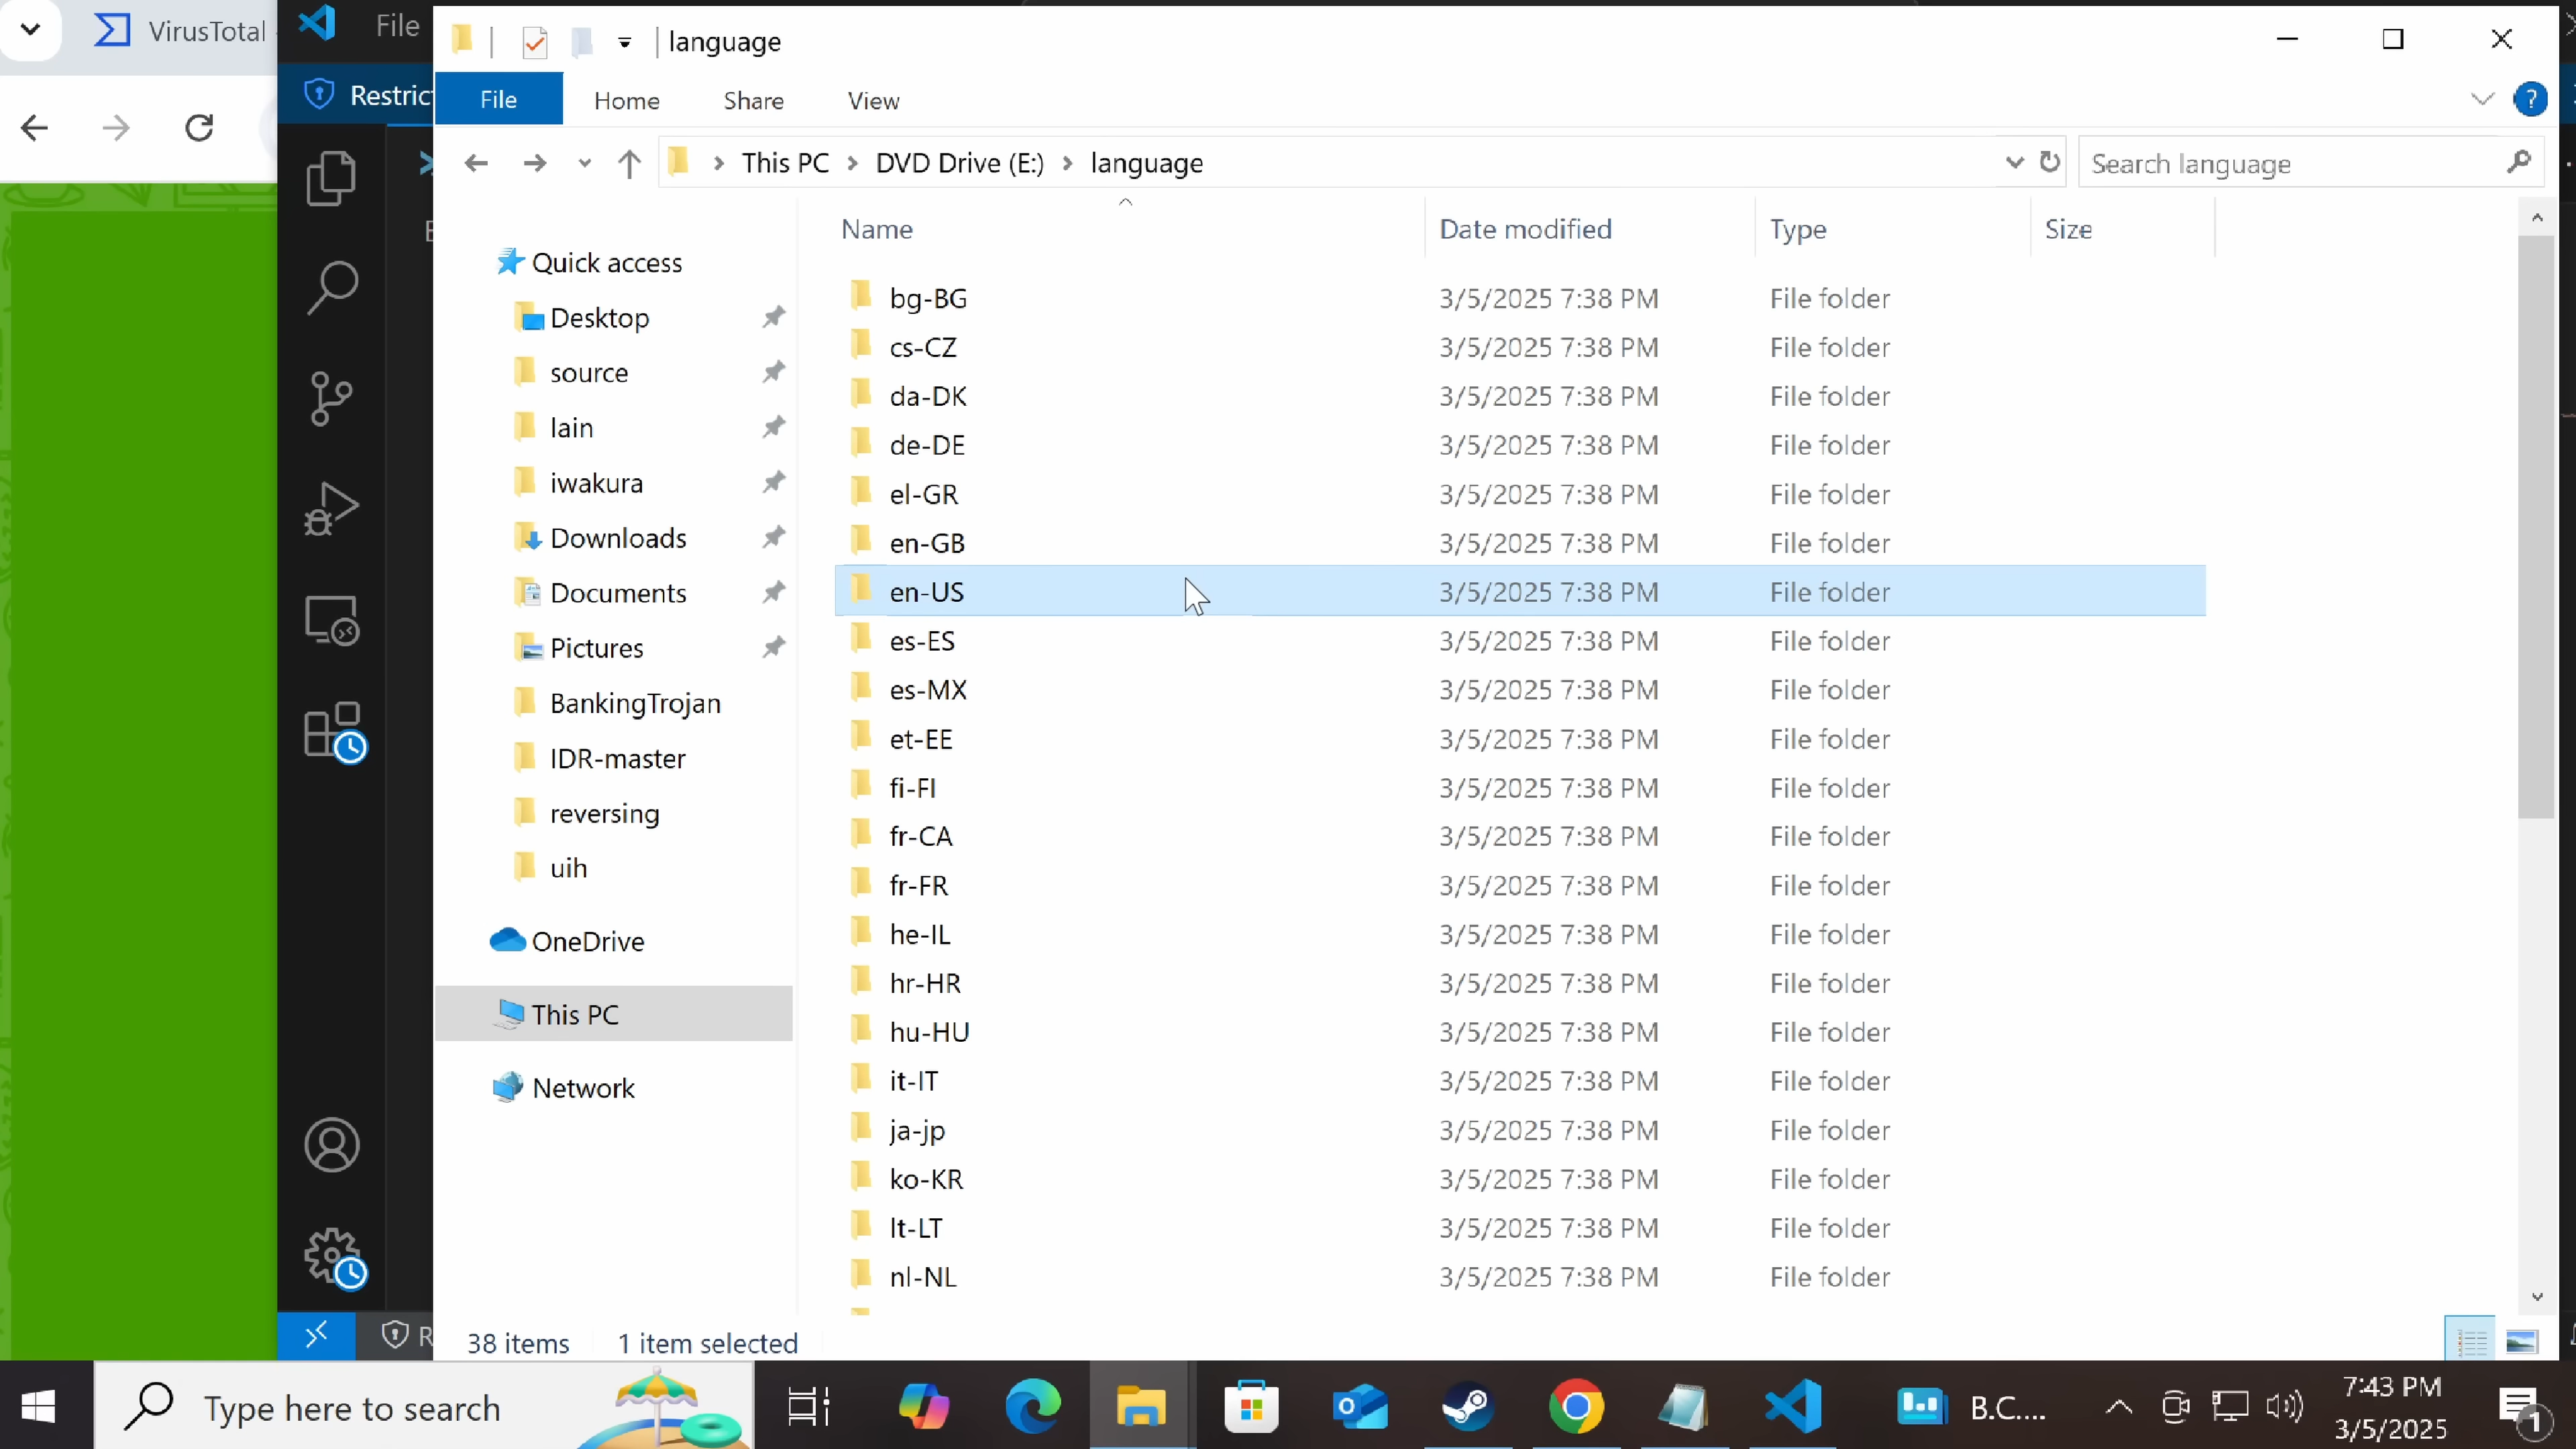 VirusTotal
File
Restric
language
File Home Share View
This PC > DVD Drive (E:) > language
Search language
Name Date modified Type Size
Quick access
Desktop
source
lain
iwakura
Downloads
Documents
Pictures
BankingTrojan
IDR-master
reversing
uih
OneDrive
This PC
Network
bg-BG 3/5/2025 7:38 PM File folder
cs-CZ 3/5/2025 7:38 PM File folder
da-DK 3/5/2025 7:38 PM File folder
de-DE 3/5/2025 7:38 PM File folder
el-GR 3/5/2025 7:38 PM File folder
en-GB 3/5/2025 7:38 PM File folder
en-US 3/5/2025 7:38 PM File folder
es-ES 3/5/2025 7:38 PM File folder
es-MX 3/5/2025 7:38 PM File folder
et-EE 3/5/2025 7:38 PM File folder
fi-FI 3/5/2025 7:38 PM File folder
fr-CA 3/5/2025 7:38 PM File folder
fr-FR 3/5/2025 7:38 PM File folder
he-IL 3/5/2025 7:38 PM File folder
hr-HR 3/5/2025 7:38 PM File folder
hu-HU 3/5/2025 7:38 PM File folder
it-IT 3/5/2025 7:38 PM File folder
ja-jp 3/5/2025 7:38 PM File folder
ko-KR 3/5/2025 7:38 PM File folder
lt-LT 3/5/2025 7:38 PM File folder
nl-NL 3/5/2025 7:38 PM File folder
38 items 1 item selected
Type here to search
B.C....
7:43 PM
3/5/2025
1